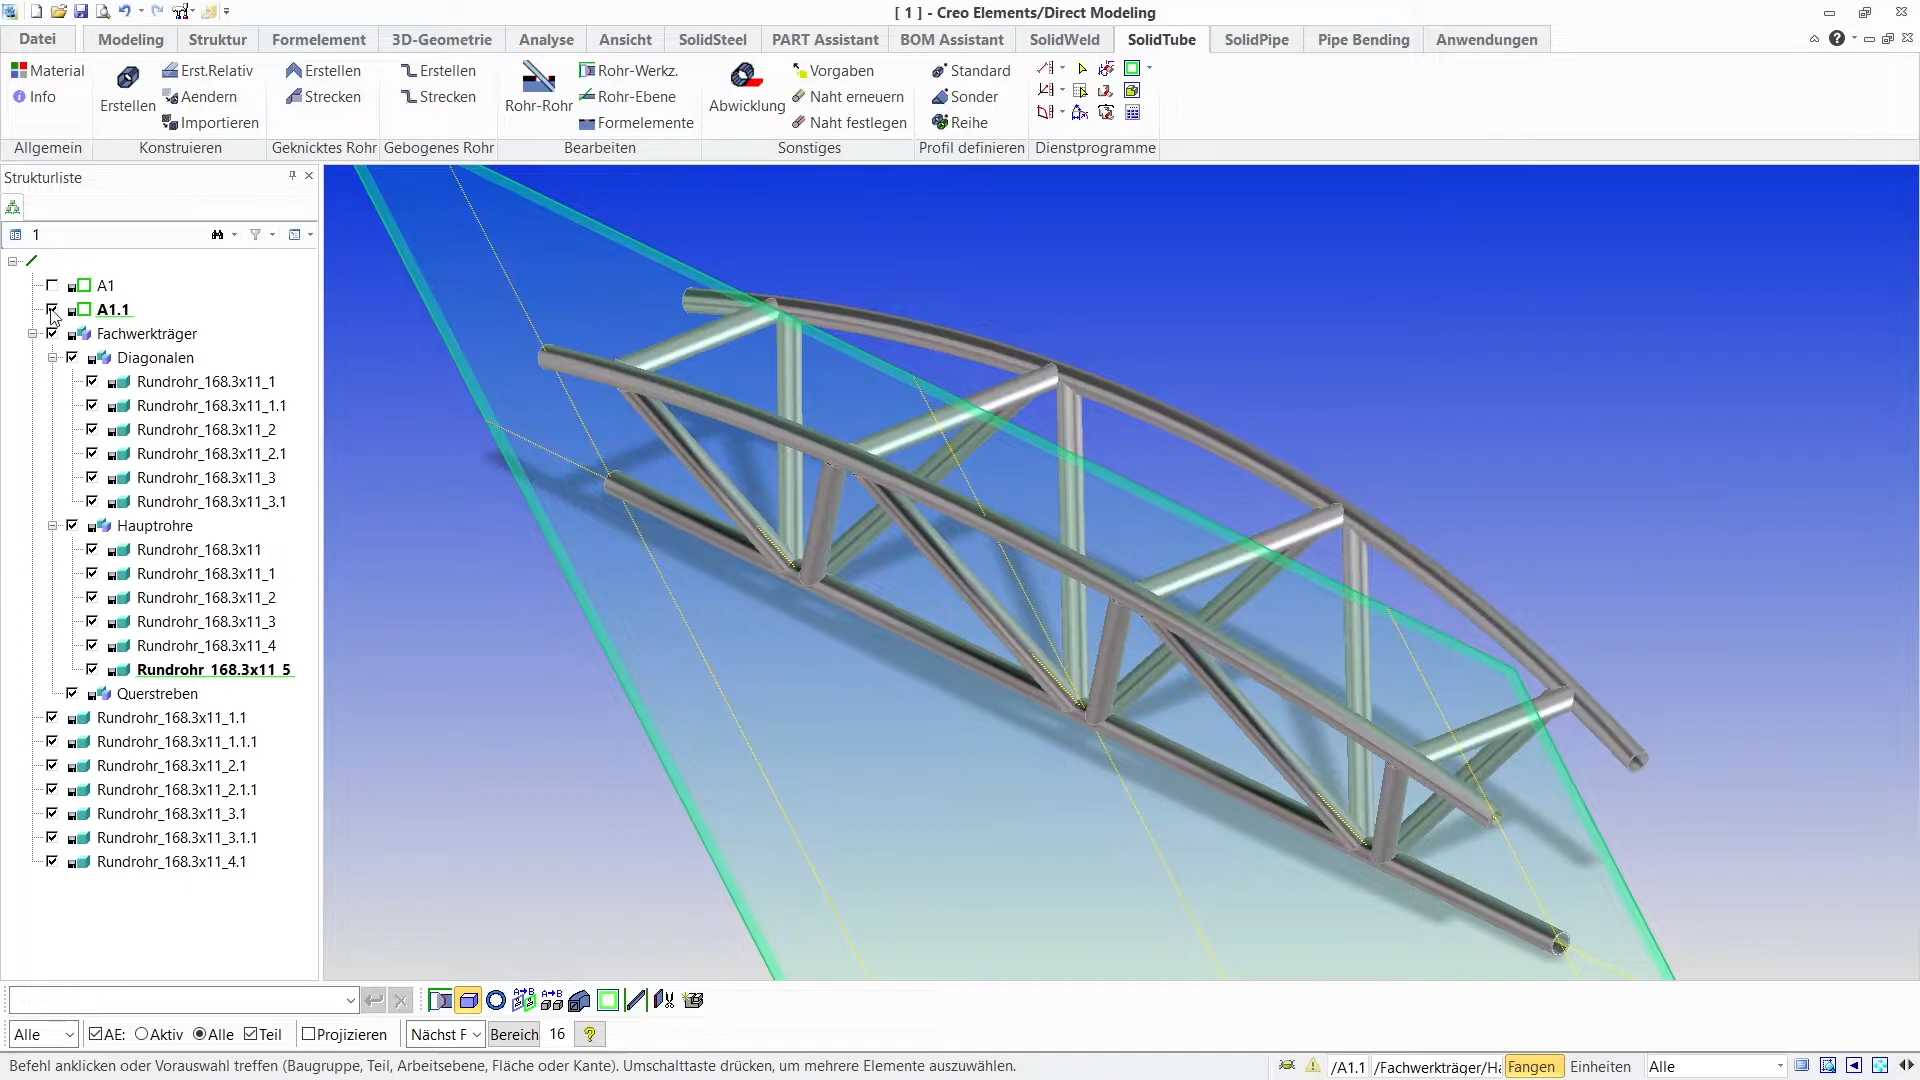 [ 1 ] - Creo Elements/Direct Modeling
Datei Modeling Struktur Formelement 3D-Geometrie Analyse Ansicht SolidSteel PART Assistant BOM Assistant SolidWeld SolidTube SolidPipe Pipe Bending Anwendungen
Material Erst.Relativ Erstellen Erstellen Rohr-Werkz. Vorgaben Standard
Info Erstellen Aendern Strecken Strecken Rohr-Rohr Rohr-Ebene Abwicklung Naht erneuern Sonder
Importieren Formelemente Naht festlegen Reihe
Allgemein Konstruieren Geknicktes Rohr Gebogenes Rohr Bearbeiten Sonstiges Profil definieren Dienstprogramme
Strukturliste
1
A1
A1.1
Fachwerkträger
Diagonalen
Rundrohr_168.3x11_1
Rundrohr_168.3x11_1.1
Rundrohr_168.3x11_2
Rundrohr_168.3x11_2.1
Rundrohr_168.3x11_3
Rundrohr_168.3x11_3.1
Hauptrohre
Rundrohr_168.3x11
Rundrohr_168.3x11_1
Rundrohr_168.3x11_2
Rundrohr_168.3x11_3
Rundrohr_168.3x11_4
Rundrohr_168.3x11_5
Querstreben
Rundrohr_168.3x11_1.1
Rundrohr_168.3x11_1.1.1
Rundrohr_168.3x11_2.1
Rundrohr_168.3x11_2.1.1
Rundrohr_168.3x11_3.1
Rundrohr_168.3x11_3.1.1
Rundrohr_168.3x11_4.1
Alle AE: Aktiv Alle Teil Projizieren Nächst F Bereich 16
Befehl anklicken oder Vorauswahl treffen (Baugruppe, Teil, Arbeitsebene, Fläche oder Kante). Umschalttaste drücken, um mehrere Elemente auszuwählen. /A1.1 /Fachwerkträger/Ha Fangen Einheiten Alle